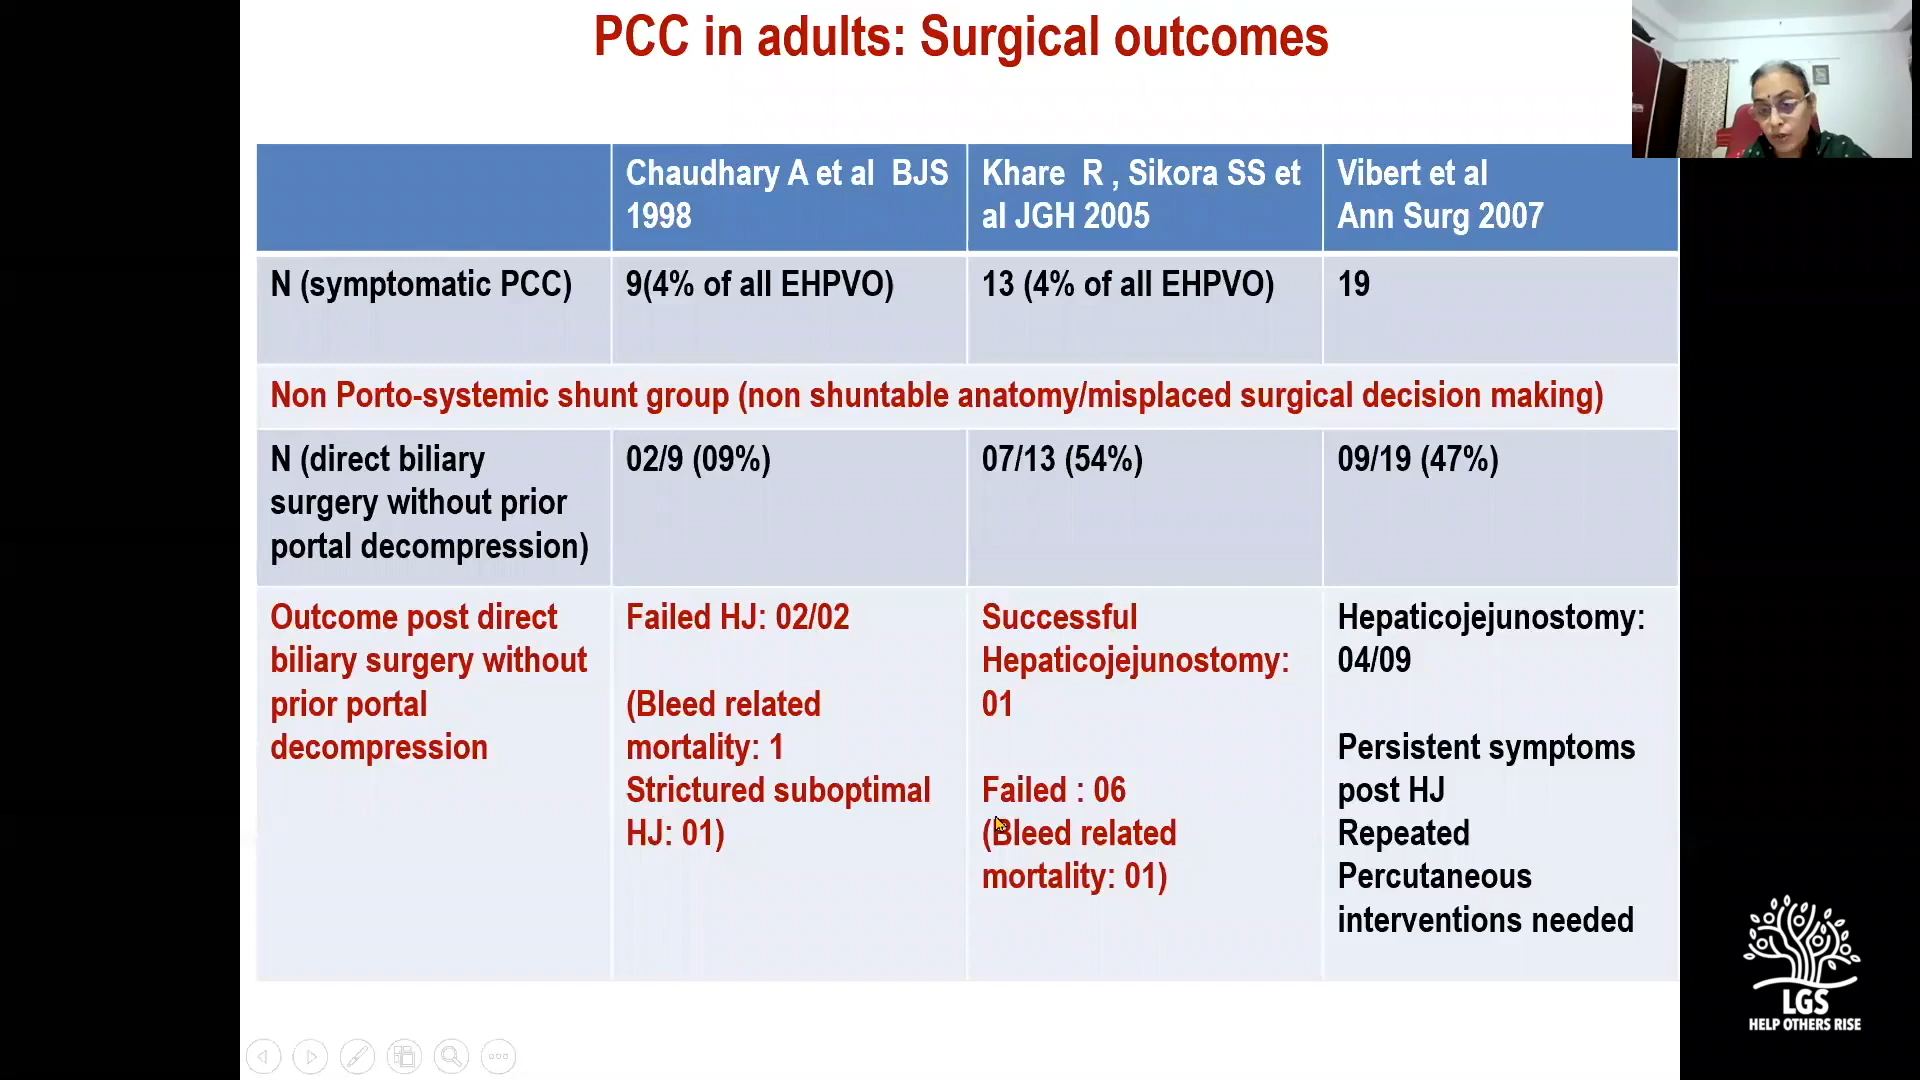 PCC in adults: Surgical outcomes
Chaudhary A et al BJS
1998
Khare R , Sikora SS et
al JGH 2005
Vibert et al
Ann Surg 2007
N (symptomatic PCC)
9(4% of all EHPVO)
13 (4% of all EHPVO)
19
Non Porto-systemic shunt group (non shuntable anatomy/misplaced surgical decision making)
N (direct biliary
surgery without prior
portal decompression)
02/9 (09%)
07/13 (54%)
09/19 (47%)
Outcome post direct
biliary surgery without
prior portal
decompression
Failed HJ: 02/02
(Bleed related
mortality: 1
Strictured suboptimal
HJ: 01)
Successful
Hepaticojejunostomy:
01
Failed : 06
(Bleed related
mortality: 01)
Hepaticojejunostomy:
04/09
Persistent symptoms
post HJ
Repeated
Percutaneous
interventions needed
LGS
HELP OTHERS RISE